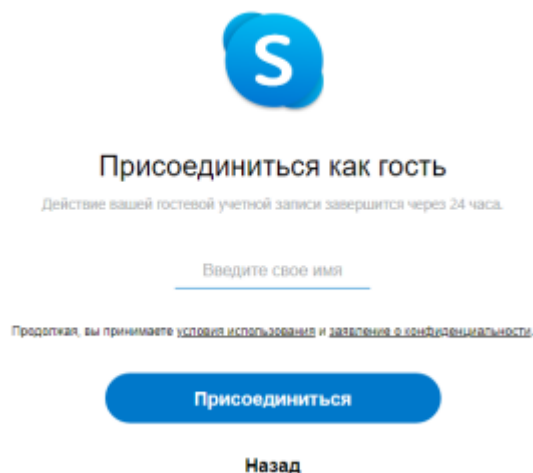 S
Присоединиться как гость
Действие вашей гостевой учетной записи завершится через 24 часа.
Введите свое имя
Продолжая, вы принимаете условия использования и заявление о конфиденциальности.
Присоединиться
Назад